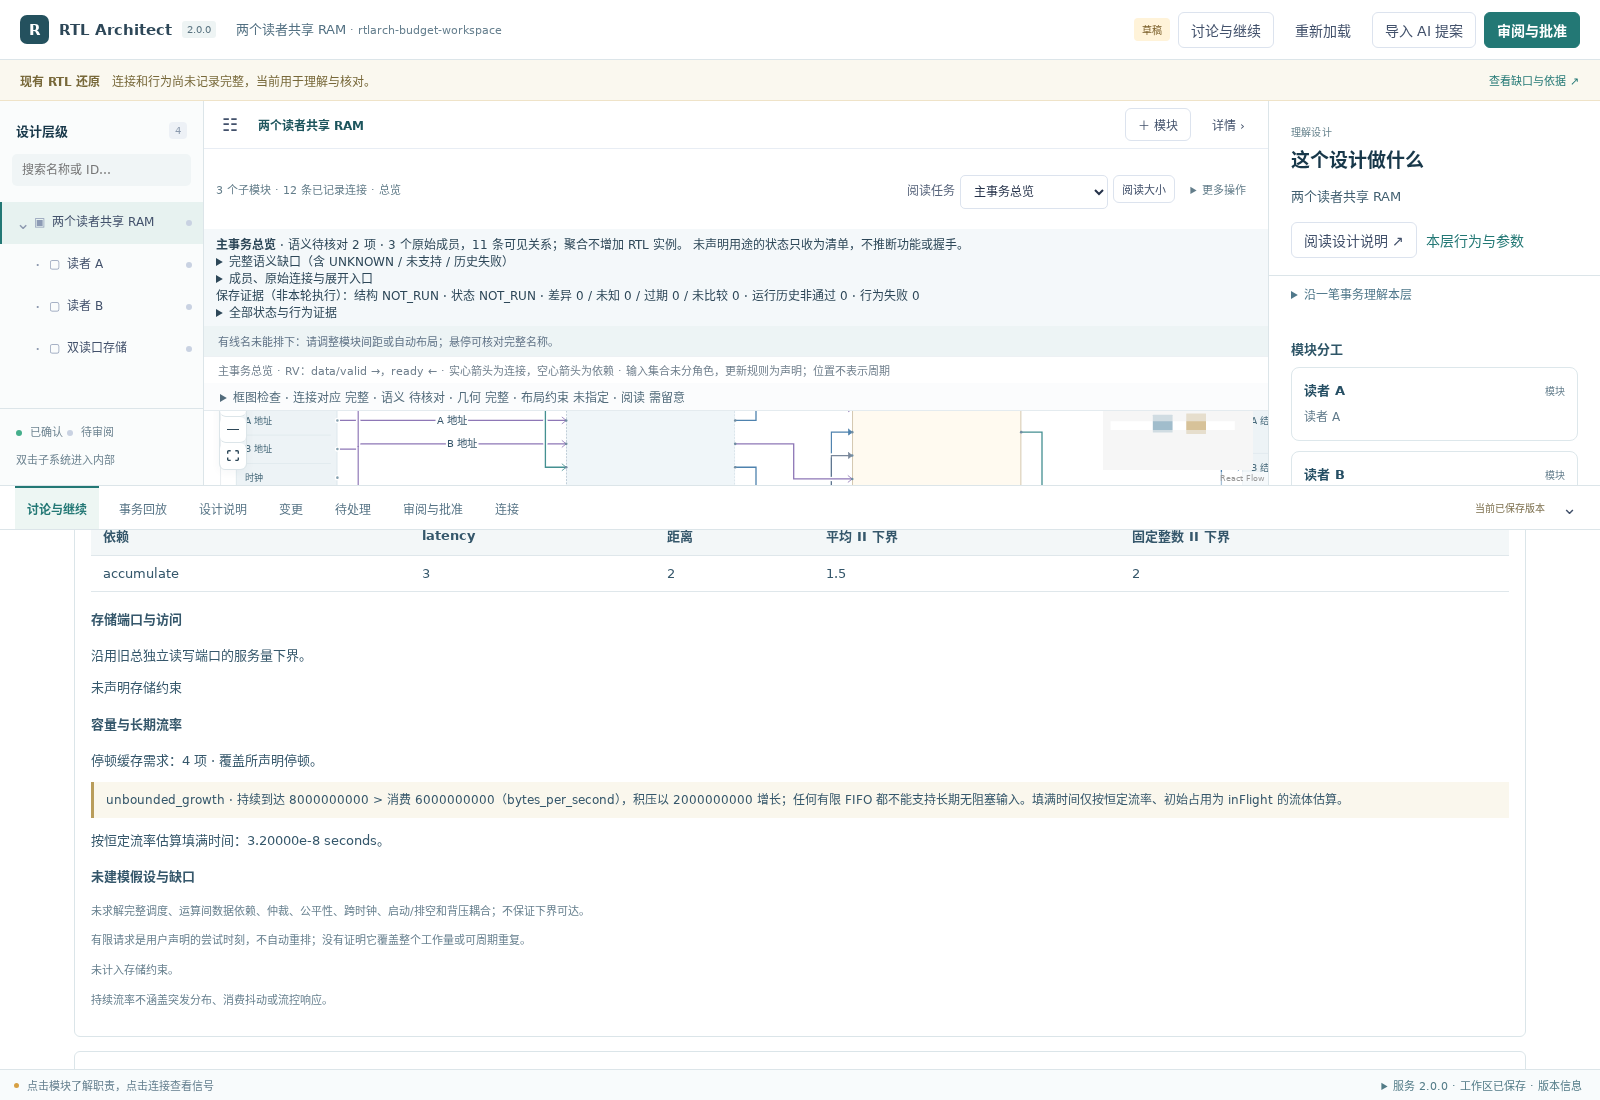 R RTL Architect 2.0.0 两个读者共享 RAM · rtlarch-budget-workspace 草稿 讨论与继续 重新加载 导入 AI 提案 审阅与批准
现有 RTL 还原 连接和行为尚未记录完整，当前用于理解与核对。 查看缺口与依据 ↗
设计层级 4
搜索名称或 ID...
两个读者共享 RAM
读者 A
读者 B
双读口存储
已确认 待审阅
双击子系统进入内部
两个读者共享 RAM ＋ 模块 详情 ›
3 个子模块 · 12 条已记录连接 · 总览 阅读任务 主事务总览 阅读大小 ▶ 更多操作
主事务总览 · 语义待核对 2 项 · 3 个原始成员，11 条可见关系；聚合不增加 RTL 实例。 未声明用途的状态只收为清单，不推断功能或握手。
▶ 完整语义缺口（含 UNKNOWN / 未支持 / 历史失败）
▶ 成员、原始连接与展开入口
保存证据（非本轮执行）：结构 NOT_RUN · 状态 NOT_RUN · 差异 0 / 未知 0 / 过期 0 / 未比较 0 · 运行历史非通过 0 · 行为失败 0
▶ 全部状态与行为证据
有线名未能排下：请调整模块间距或自动布局；悬停可核对完整名称。
主事务总览 · RV：data/valid →，ready ← · 实心箭头为连接，空心箭头为依赖 · 输入集合未分角色，更新规则为声明；位置不表示周期
▶ 框图检查 · 连接对应 完整 · 语义 待核对 · 几何 完整 · 布局约束 未指定 · 阅读 需留意
A 地址 A 地址 A 结
B 地址 B 地址
时钟 B 结
React Flow
理解设计
这个设计做什么
两个读者共享 RAM
阅读设计说明 ↗ 本层行为与参数
▶ 沿一笔事务理解本层
模块分工
读者 A 模块
读者 A
读者 B 模块
讨论与继续 事务回放 设计说明 变更 待处理 审阅与批准 连接 当前已保存版本
依赖 latency 距离 平均 II 下界 固定整数 II 下界
accumulate 3 2 1.5 2
存储端口与访问
沿用旧总独立读写端口的服务量下界。
未声明存储约束
容量与长期流率
停顿缓存需求：4 项 · 覆盖所声明停顿。
unbounded_growth · 持续到达 8000000000 > 消费 6000000000（bytes_per_second），积压以 2000000000 增长；任何有限 FIFO 都不能支持长期无阻塞输入。填满时间仅按恒定流率、初始占用为 inFlight 的流体估算。
按恒定流率估算填满时间：3.20000e-8 seconds。
未建模假设与缺口
未求解完整调度、运算间数据依赖、仲裁、公平性、跨时钟、启动/排空和背压耦合；不保证下界可达。
有限请求是用户声明的尝试时刻，不自动重排；没有证明它覆盖整个工作量或可周期重复。
未计入存储约束。
持续流率不涵盖突发分布、消费抖动或流控响应。
点击模块了解职责，点击连接查看信号 ▶ 服务 2.0.0 · 工作区已保存 · 版本信息